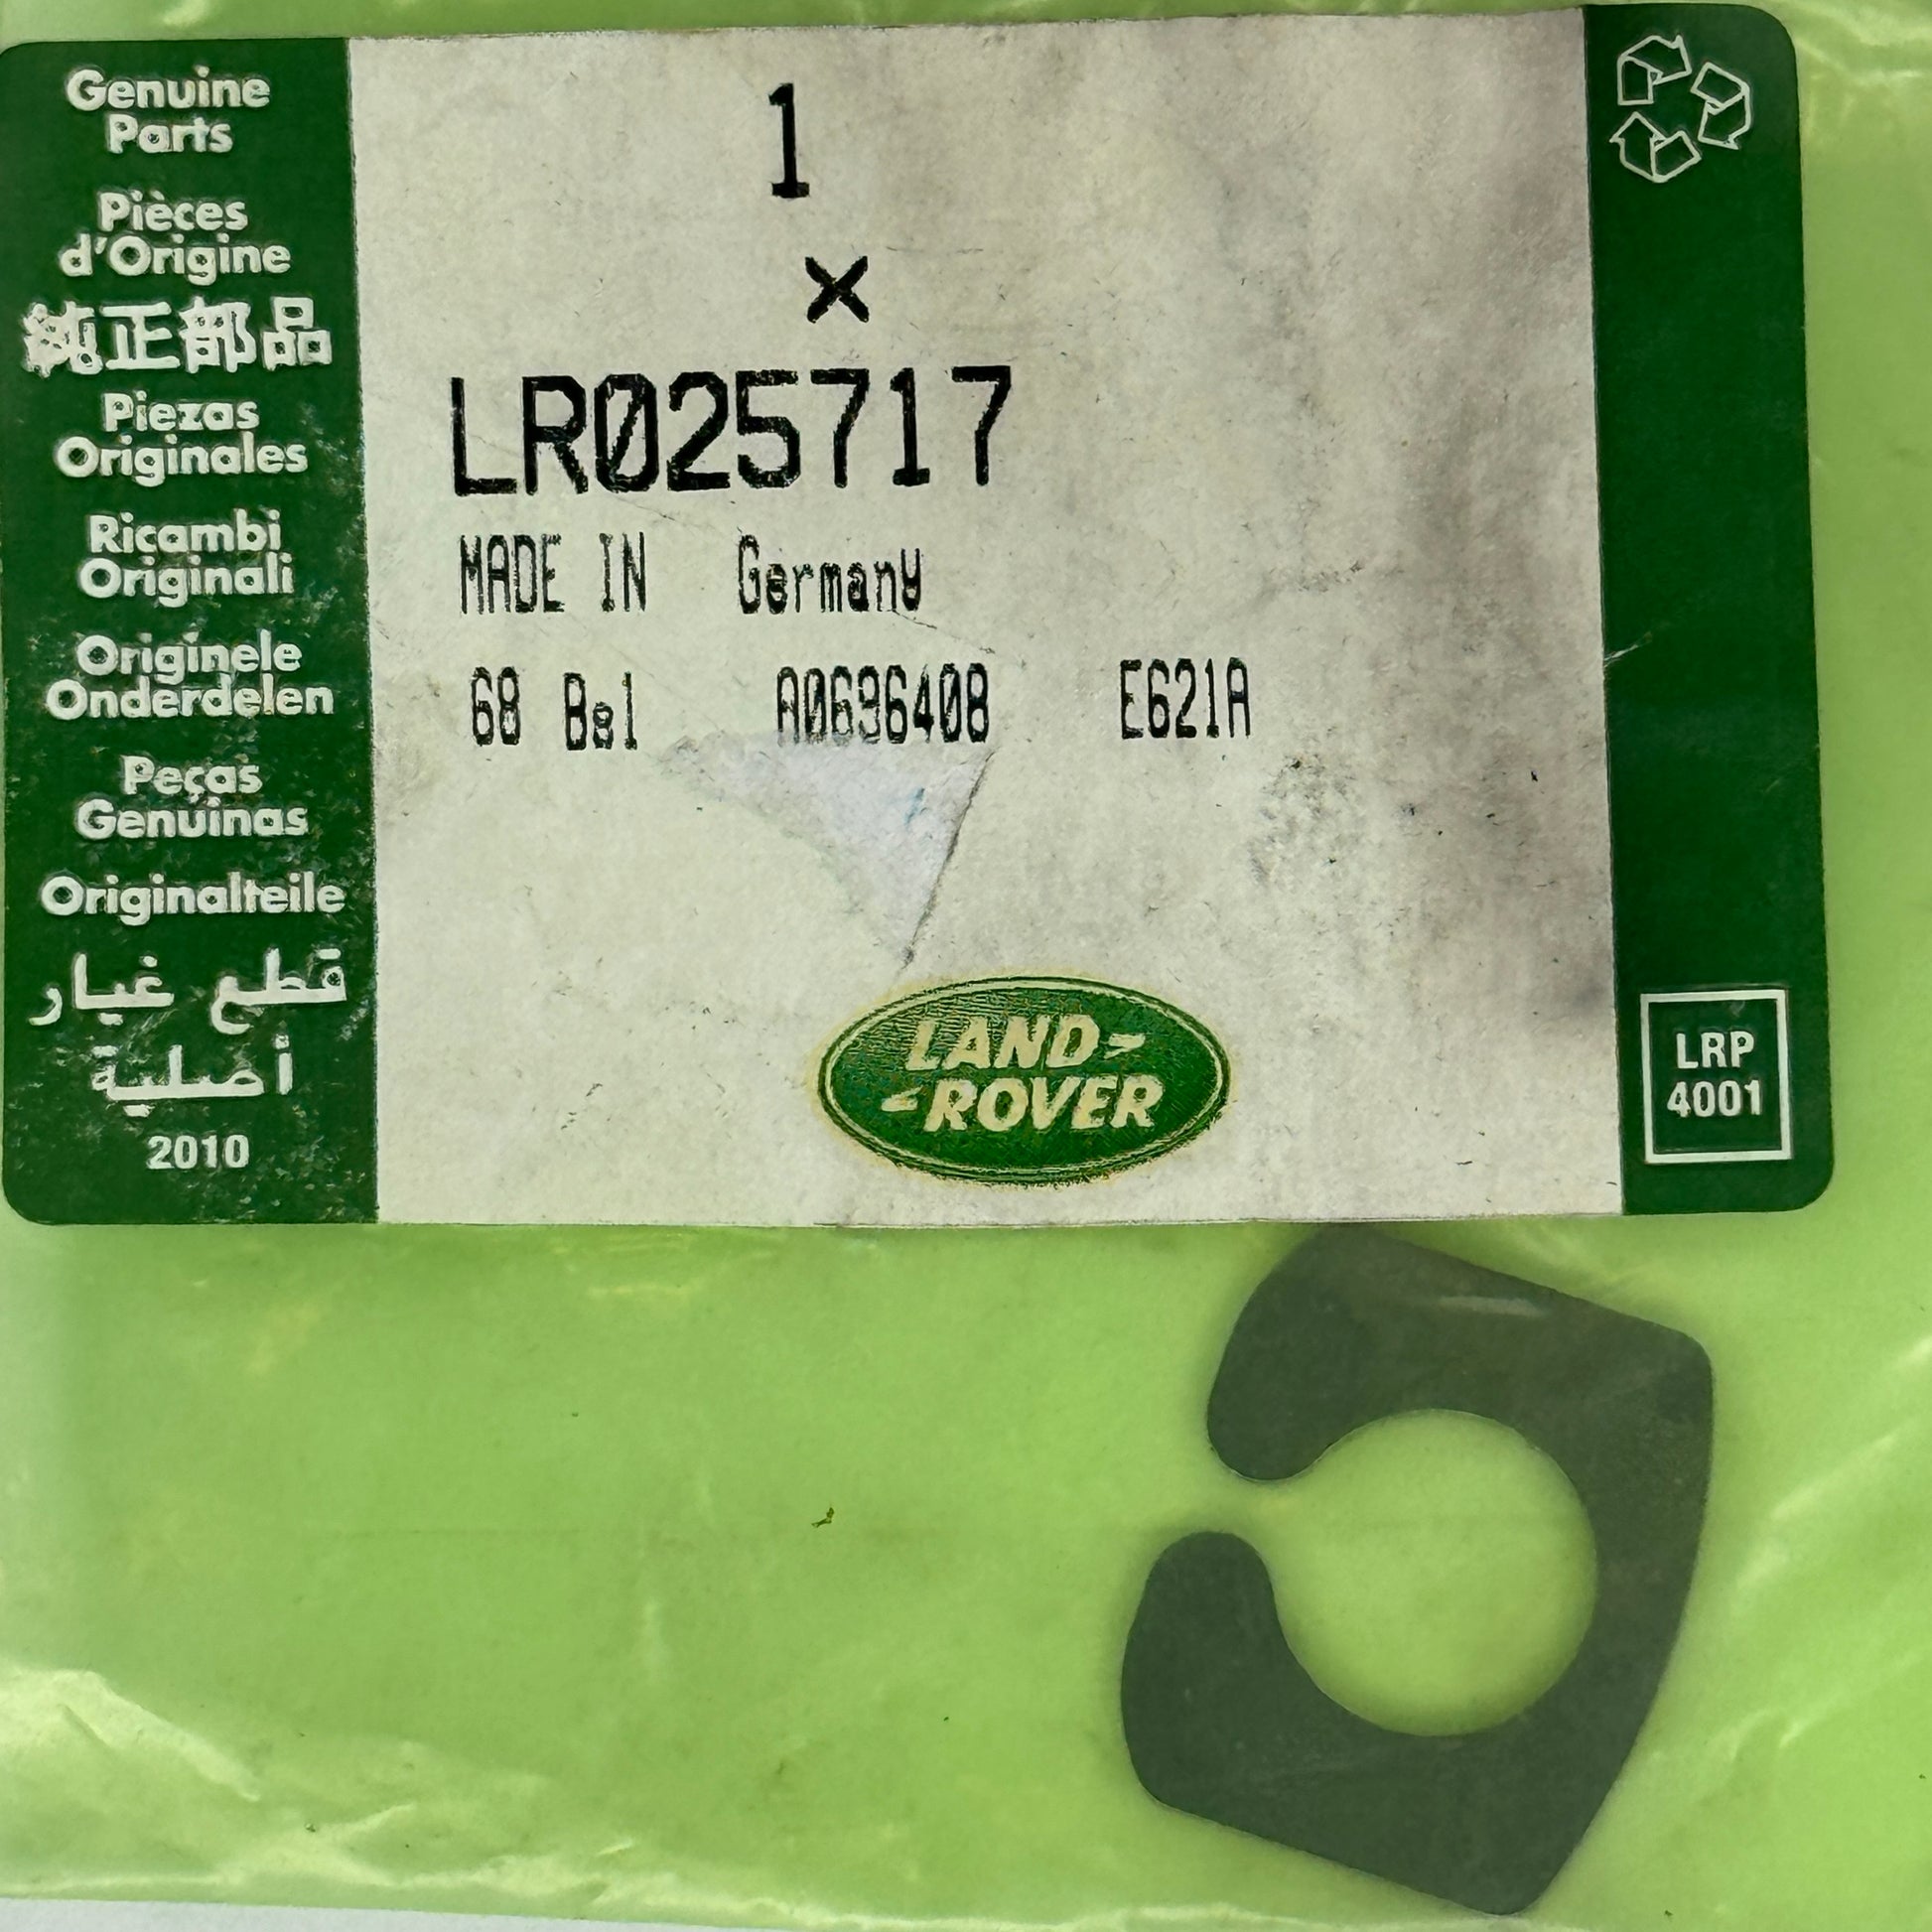 Genuine
Parts
Pièces
d'Origine
純正部品
Piezas
Originales
Ricambi
Originali
Originele
Onderdelen
Peças
Genuínas
Originalteile
قطع غيار
أصلية
2010
1
x
LR025717
MADE IN Germany
68 Bel A0696408 E621A
LAND-
-ROVER
LRP
4001